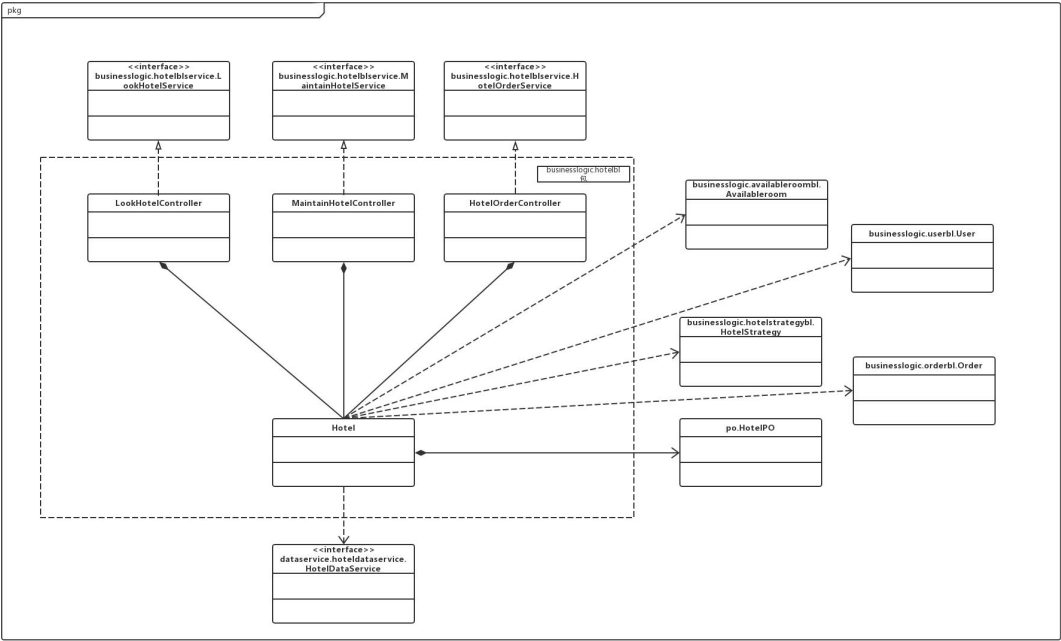 pkg
<<interface>>
businesslogic.hotelblservice.L
ookHotelService
<<interface>>
businesslogic.hotelblservice.M
aintainHotelService
<<interface>>
businesslogic.hotelblservice.H
otelOrderService
businesslogic.hotelbl
包
LookHotelController
MaintainHotelController
HotelOrderController
businesslogic.availableroombl.
Availableroom
businesslogic.userbl.User
businesslogic.hotelstrategybl.
HotelStrategy
businesslogic.orderbl.Order
Hotel
po.HotelPO
<<interface>>
dataservice.hoteldataservice.
HotelDataService